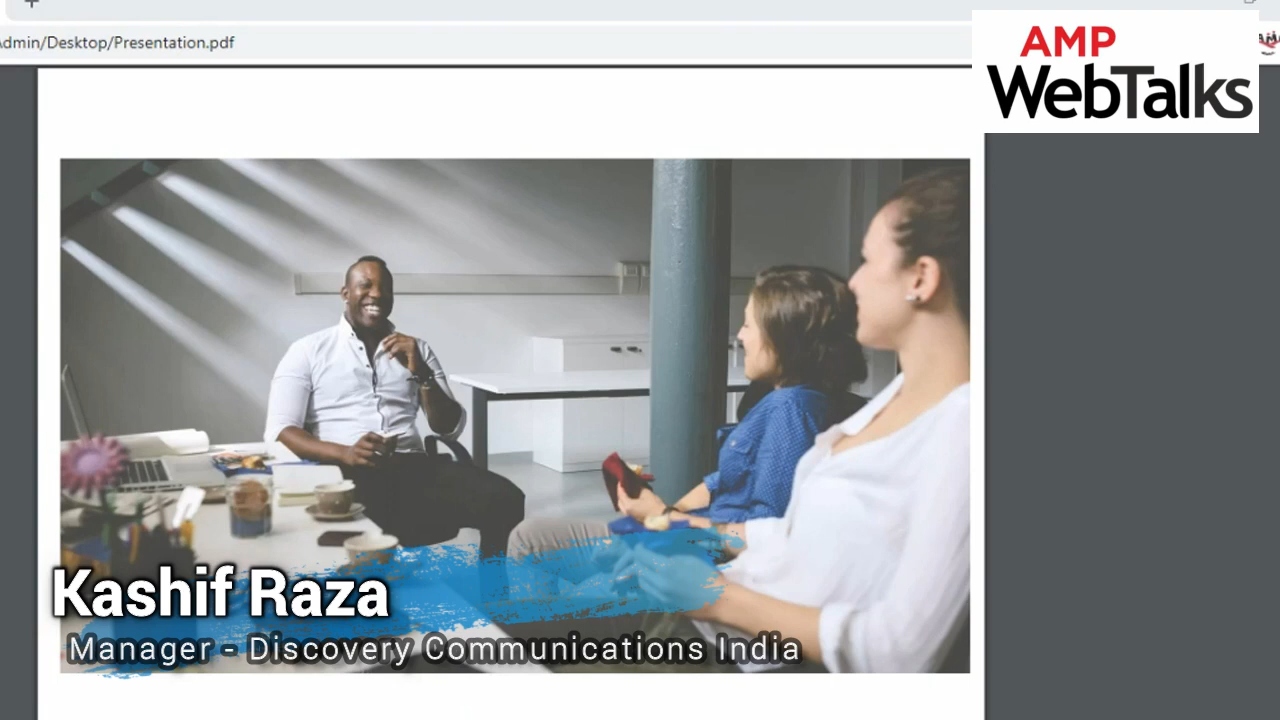 Admin/Desktop/Presentation.pdf
AMP
WebTalks
Kashif Raza
Manager - Discovery Communications India